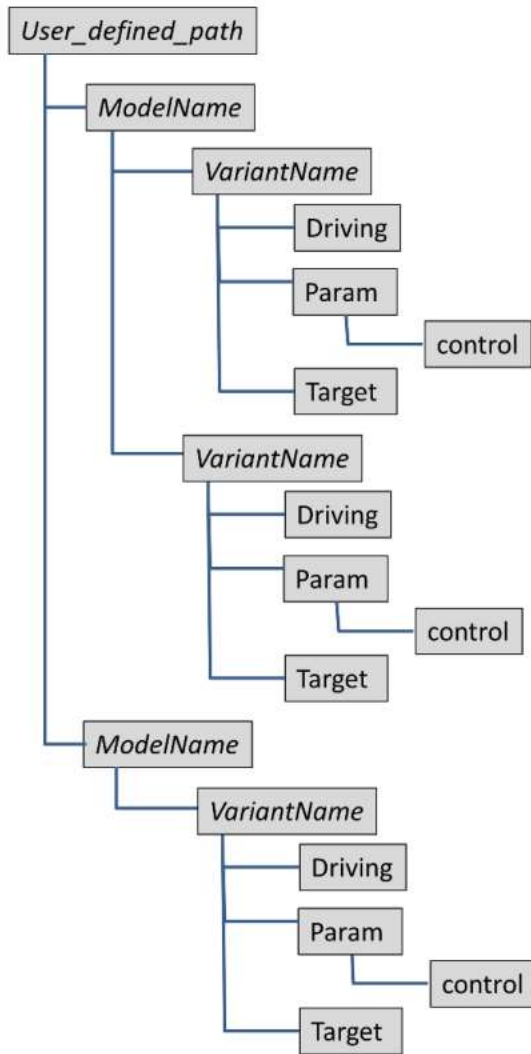 User_defined_path
ModelName
VariantName
Driving
Param
control
Target
VariantName
Driving
Param
control
Target
ModelName
VariantName
Driving
Param
control
Target